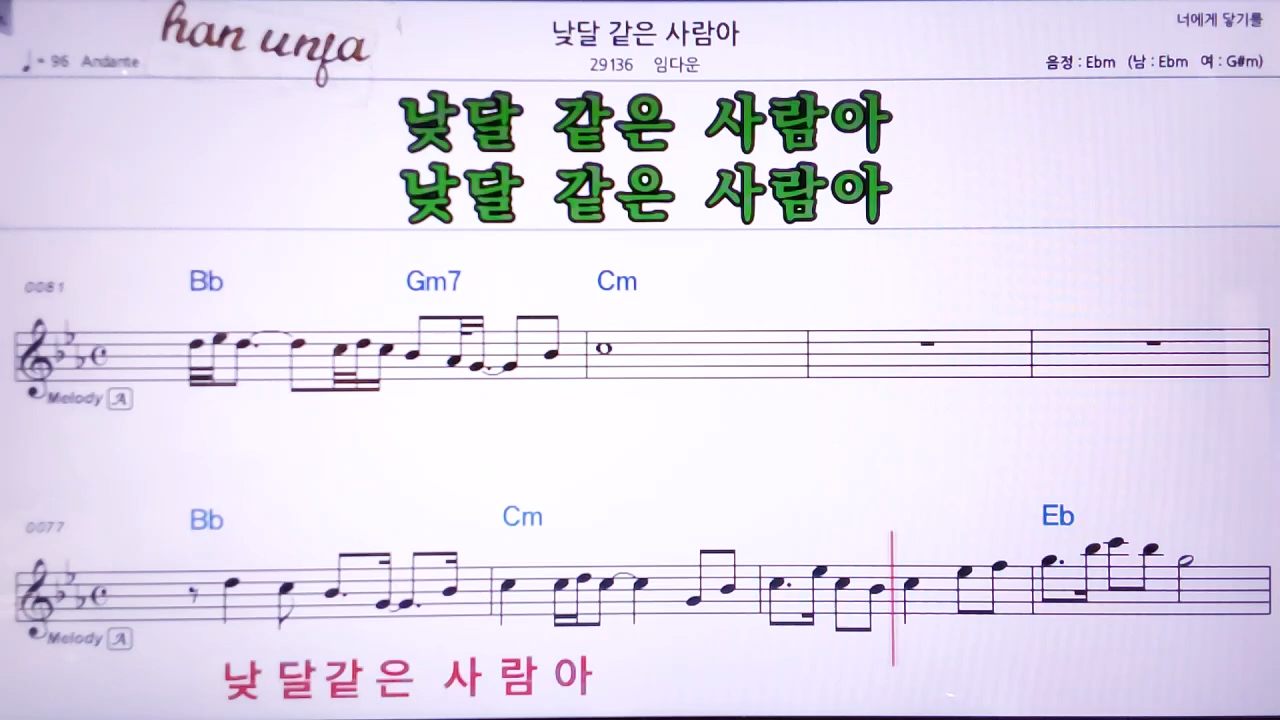 han unja
낮달 같은 사람아
너에게 닿기를
♩= 96 Andante
29136 임다운
음정 : Ebm (남 : Ebm 여 : G#m)
낮달 같은 사람아
낮달 같은 사람아
0081
Bb Gm7 Cm
Melody A
0077
Bb Cm Eb
Melody A
낮 달 같 은 사 람 아